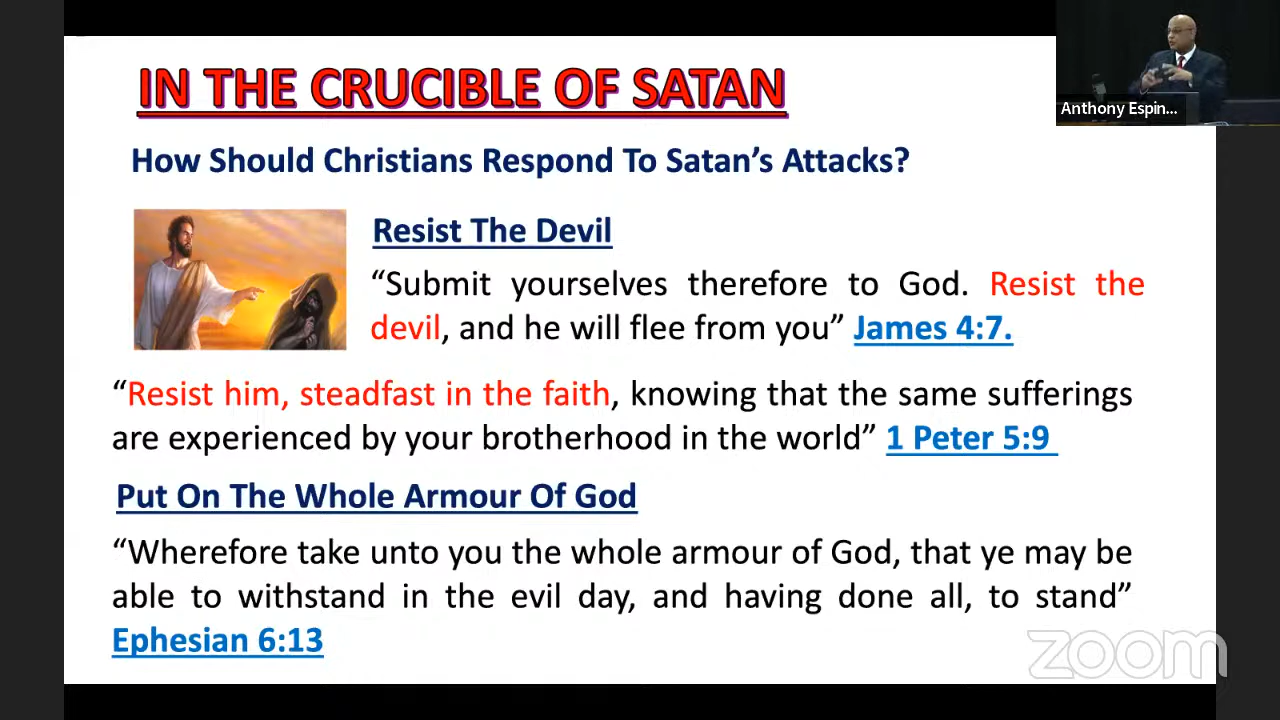 IN THE CRUCIBLE OF SATAN
Anthony Espin...
How Should Christians Respond To Satan’s Attacks?
Resist The Devil
“Submit yourselves therefore to God. Resist the
devil, and he will flee from you” James 4:7.
“Resist him, steadfast in the faith, knowing that the same sufferings
are experienced by your brotherhood in the world” 1 Peter 5:9
Put On The Whole Armour Of God
“Wherefore take unto you the whole armour of God, that ye may be
able to withstand in the evil day, and having done all, to stand”
Ephesian 6:13
zoom